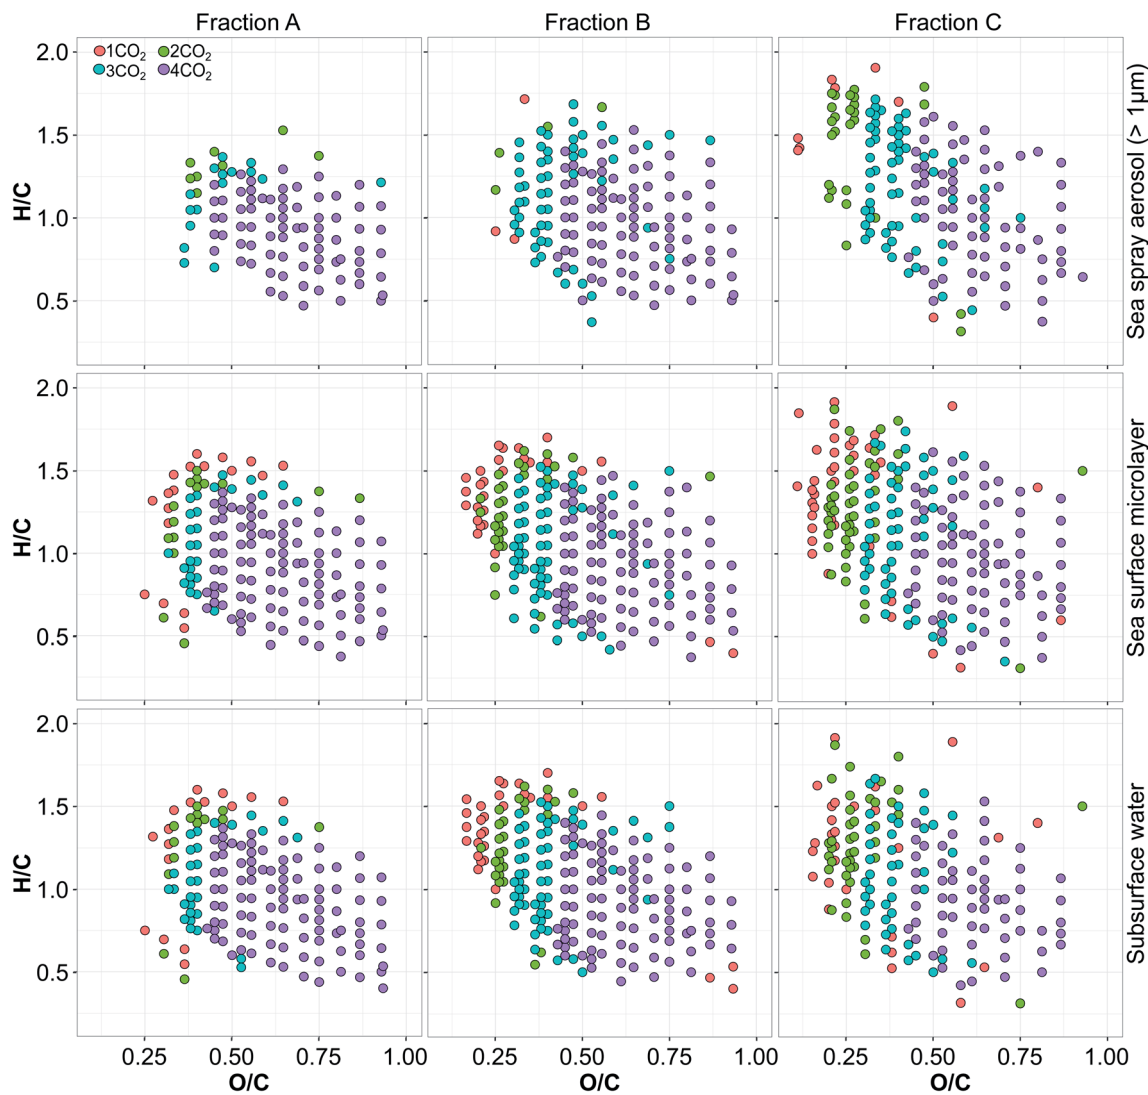 Fraction A Fraction B Fraction C
1CO₂ 2CO₂
3CO₂ 4CO₂
2.0
1.5
1.0
0.5
H/C
Sea spray aerosol (> 1μm)
2.0
1.5
1.0
0.5
H/C
Sea surface microlayer
2.0
1.5
1.0
0.5
H/C
Subsurface water
0.25 0.50 0.75 1.00 0.25 0.50 0.75 1.00 0.25 0.50 0.75 1.00
O/C O/C O/C